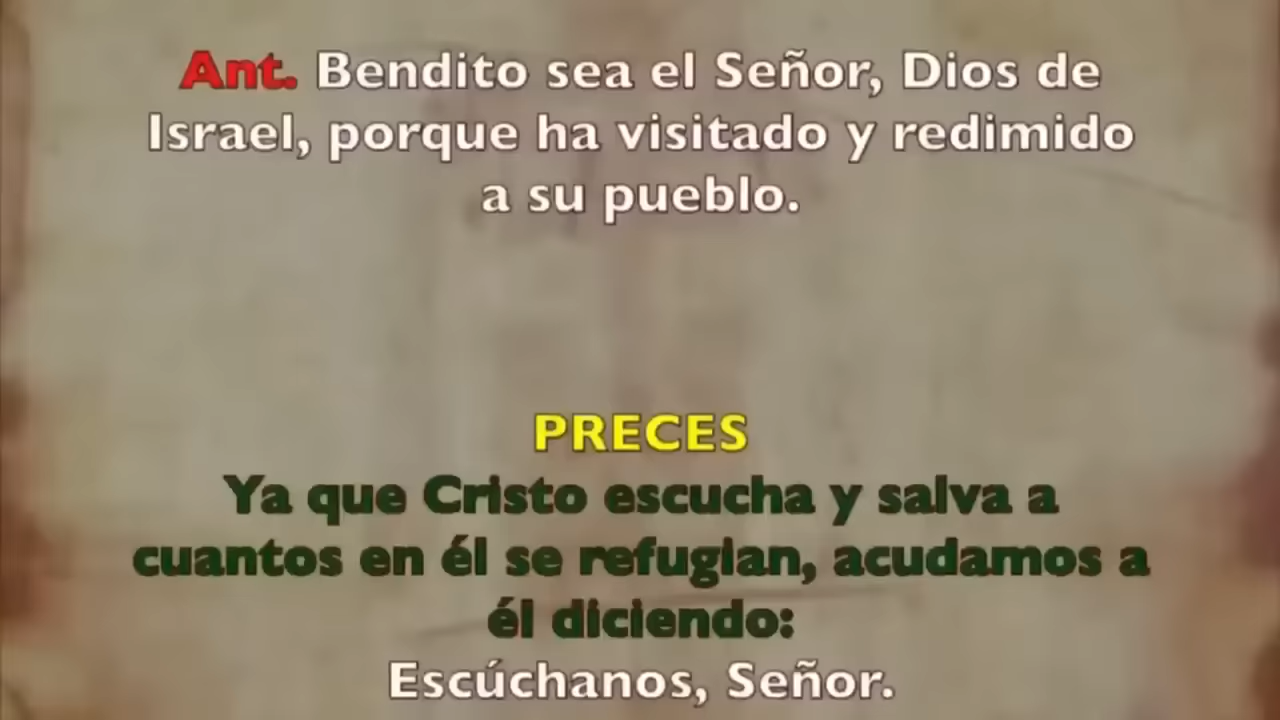 Ant. Bendito sea el Señor, Dios de
Israel, porque ha visitado y redimido
a su pueblo.
PRECES
Ya que Cristo escucha y salva a
cuantos en él se refugian, acudamos a
él diciendo:
Escúchanos, Señor.